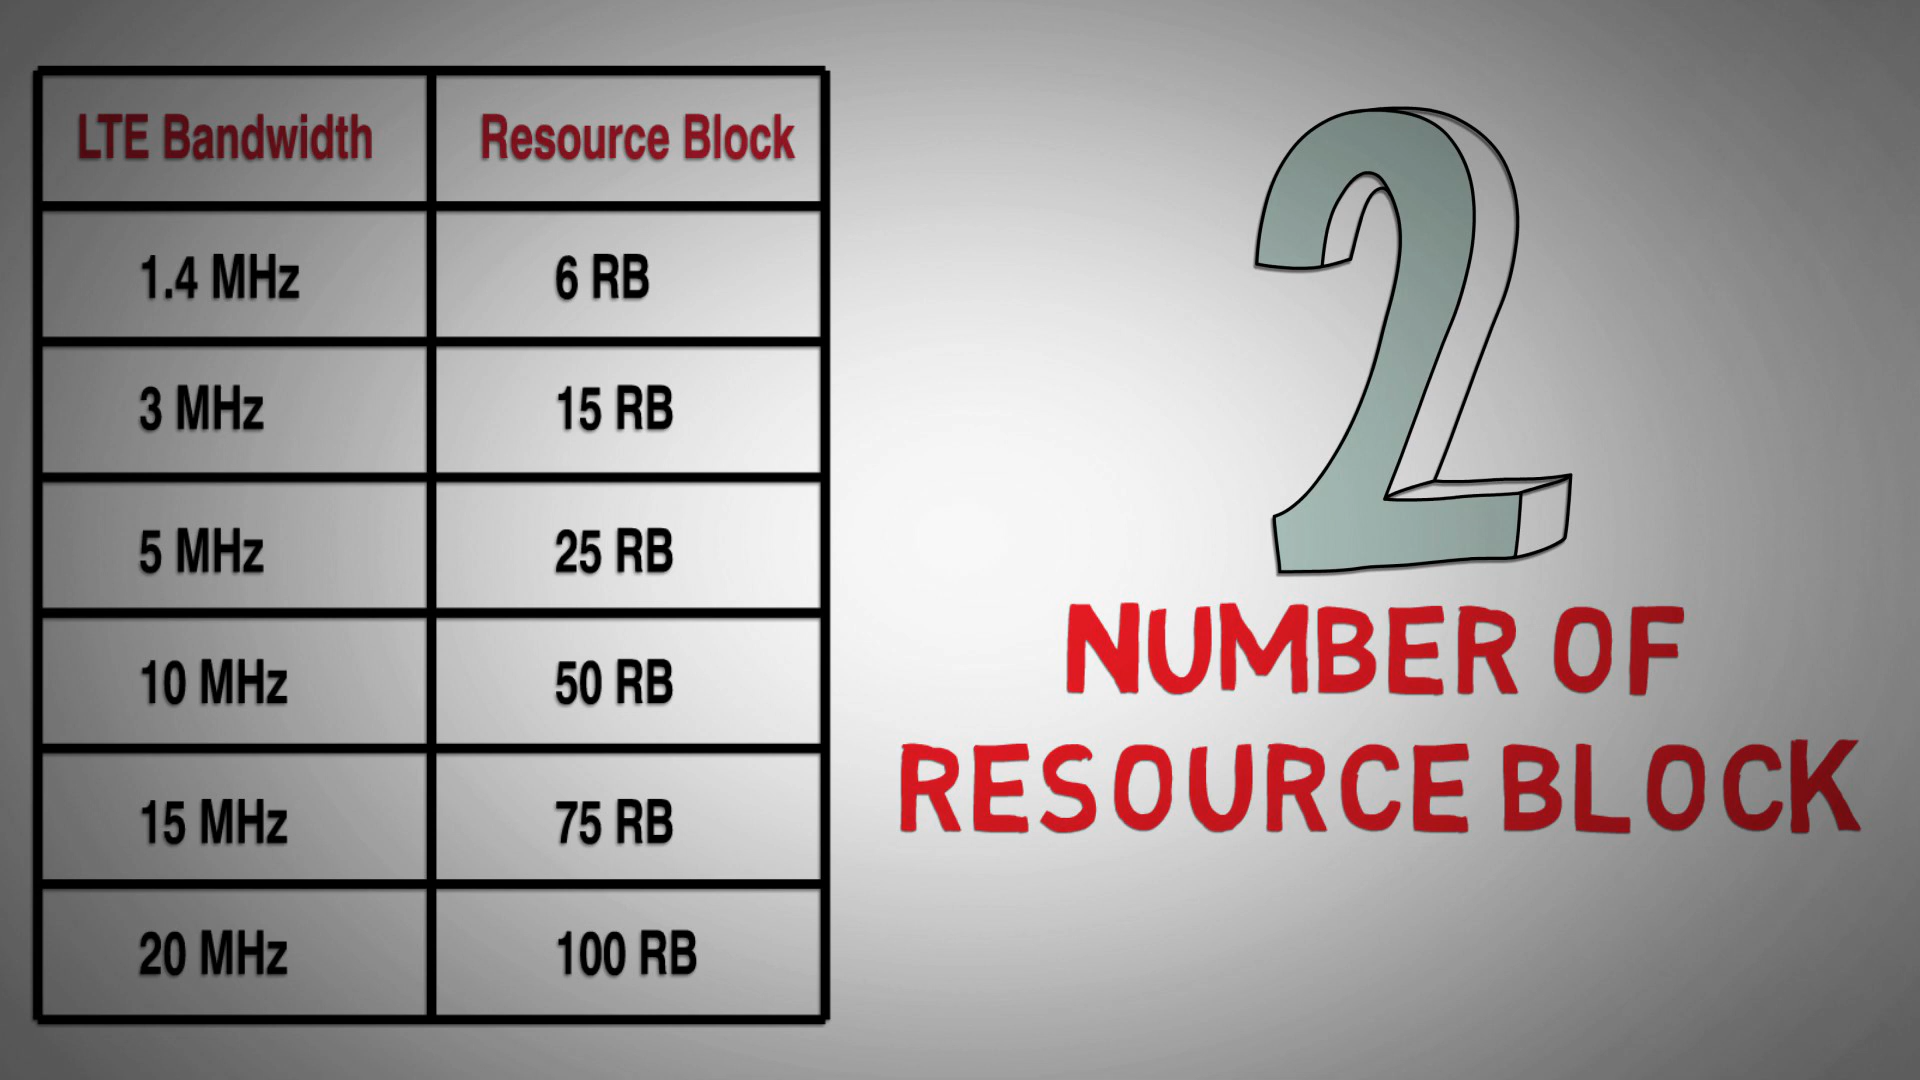 LTE Bandwidth Resource Block
1.4 MHz 6 RB
3 MHz 15 RB
5 MHz 25 RB
10 MHz 50 RB
15 MHz 75 RB
20 MHz 100 RB
2
NUMBER OF
RESOURCE BLOCK